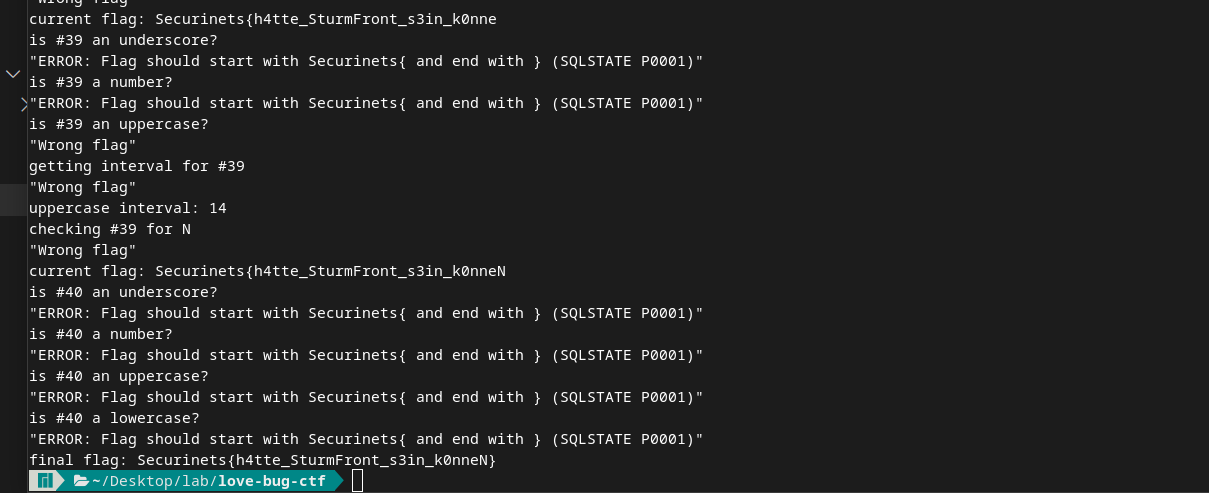 "Wrong flag"
current flag: Securinets{h4tte_SturmFront_s3in_k0nne
is #39 an underscore?
"ERROR: Flag should start with Securinets{ and end with } (SQLSTATE P0001)"
is #39 a number?
"ERROR: Flag should start with Securinets{ and end with } (SQLSTATE P0001)"
is #39 an uppercase?
"Wrong flag"
getting interval for #39
"Wrong flag"
uppercase interval: 14
checking #39 for N
"Wrong flag"
current flag: Securinets{h4tte_SturmFront_s3in_k0nneN
is #40 an underscore?
"ERROR: Flag should start with Securinets{ and end with } (SQLSTATE P0001)"
is #40 a number?
"ERROR: Flag should start with Securinets{ and end with } (SQLSTATE P0001)"
is #40 an uppercase?
"ERROR: Flag should start with Securinets{ and end with } (SQLSTATE P0001)"
is #40 a lowercase?
"ERROR: Flag should start with Securinets{ and end with } (SQLSTATE P0001)"
final flag: Securinets{h4tte_SturmFront_s3in_k0nneN}
~/Desktop/lab/love-bug-ctf